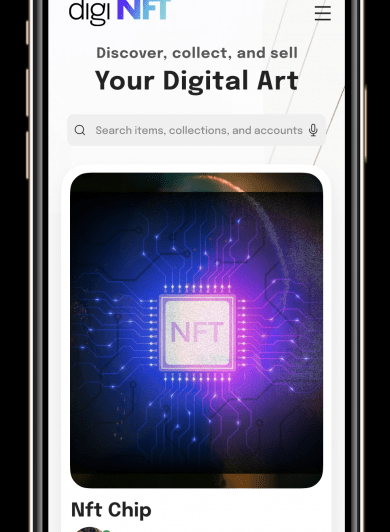 digi NFT
Discover, collect, and sell
Your Digital Art
Search items, collections, and accounts
NFT
Nft Chip